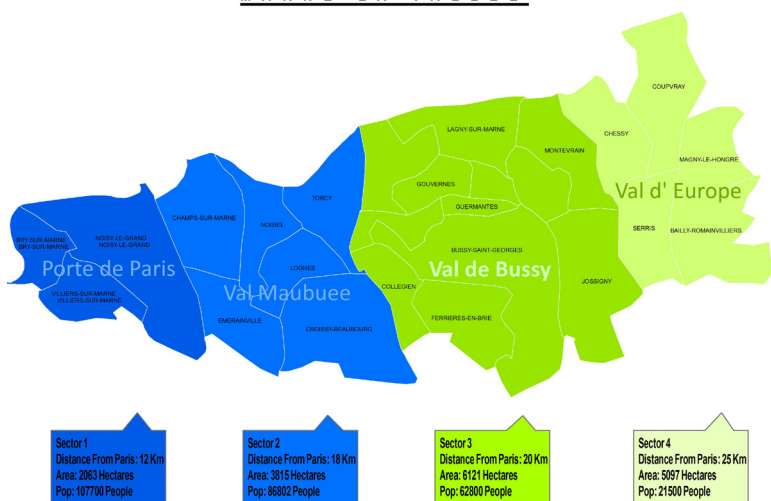 COUPVRAY
CHESSY
LAGNY-SUR-MARNE
MONTEVRAIN
MAGNY-LE-HONGRE
GOUVERNES
Val d' Europe
TORCY
GUERMANTES
CHAMPS-SUR-MARNE
NOISIEL
SERRIS
BAILLY-ROMAINVILLIERS
NOISY-LE-GRAND
NOISY-LE-GRAND
BRY-SUR-MARNE
BRY-SUR-MARNE
BUSSY-SAINT-GEORGES
Porte de Paris
LOGNES
Val de Bussy
JOSSIGNY
COLLEGIEN
Val Maubuee
VILLIERS-SUR-MARNE
VILLIERS-SUR-MARNE
EMERAINVILLE
FERRIERES-EN-BRIE
CROISSY-BEAUBOURG
Sector 1
Distance From Paris: 12 Km
Area: 2063 Hectares
Pop: 107700 People
Sector 2
Distance From Paris: 18 Km
Area: 3815 Hectares
Pop: 86802 People
Sector 3
Distance From Paris: 20 Km
Area: 6121 Hectares
Pop: 62800 People
Sector 4
Distance From Paris: 25 Km
Area: 5097 Hectares
Pop: 21500 People